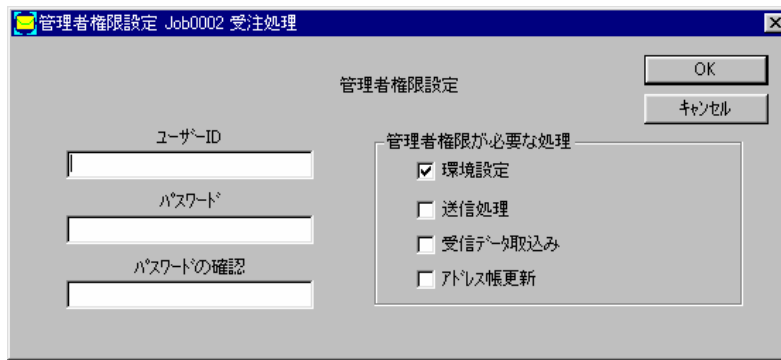 管理者権限設定 Job0002 受注処理
管理者権限設定
OK
ｷｬﾝｾﾙ
ﾕｰｻﾞｰID
ﾊﾟｽﾜｰﾄﾞ
ﾊﾟｽﾜｰﾄﾞの確認
管理者権限が必要な処理
環境設定
送信処理
受信ﾃﾞｰﾀ取込み
ｱﾄﾞﾚｽ帳更新